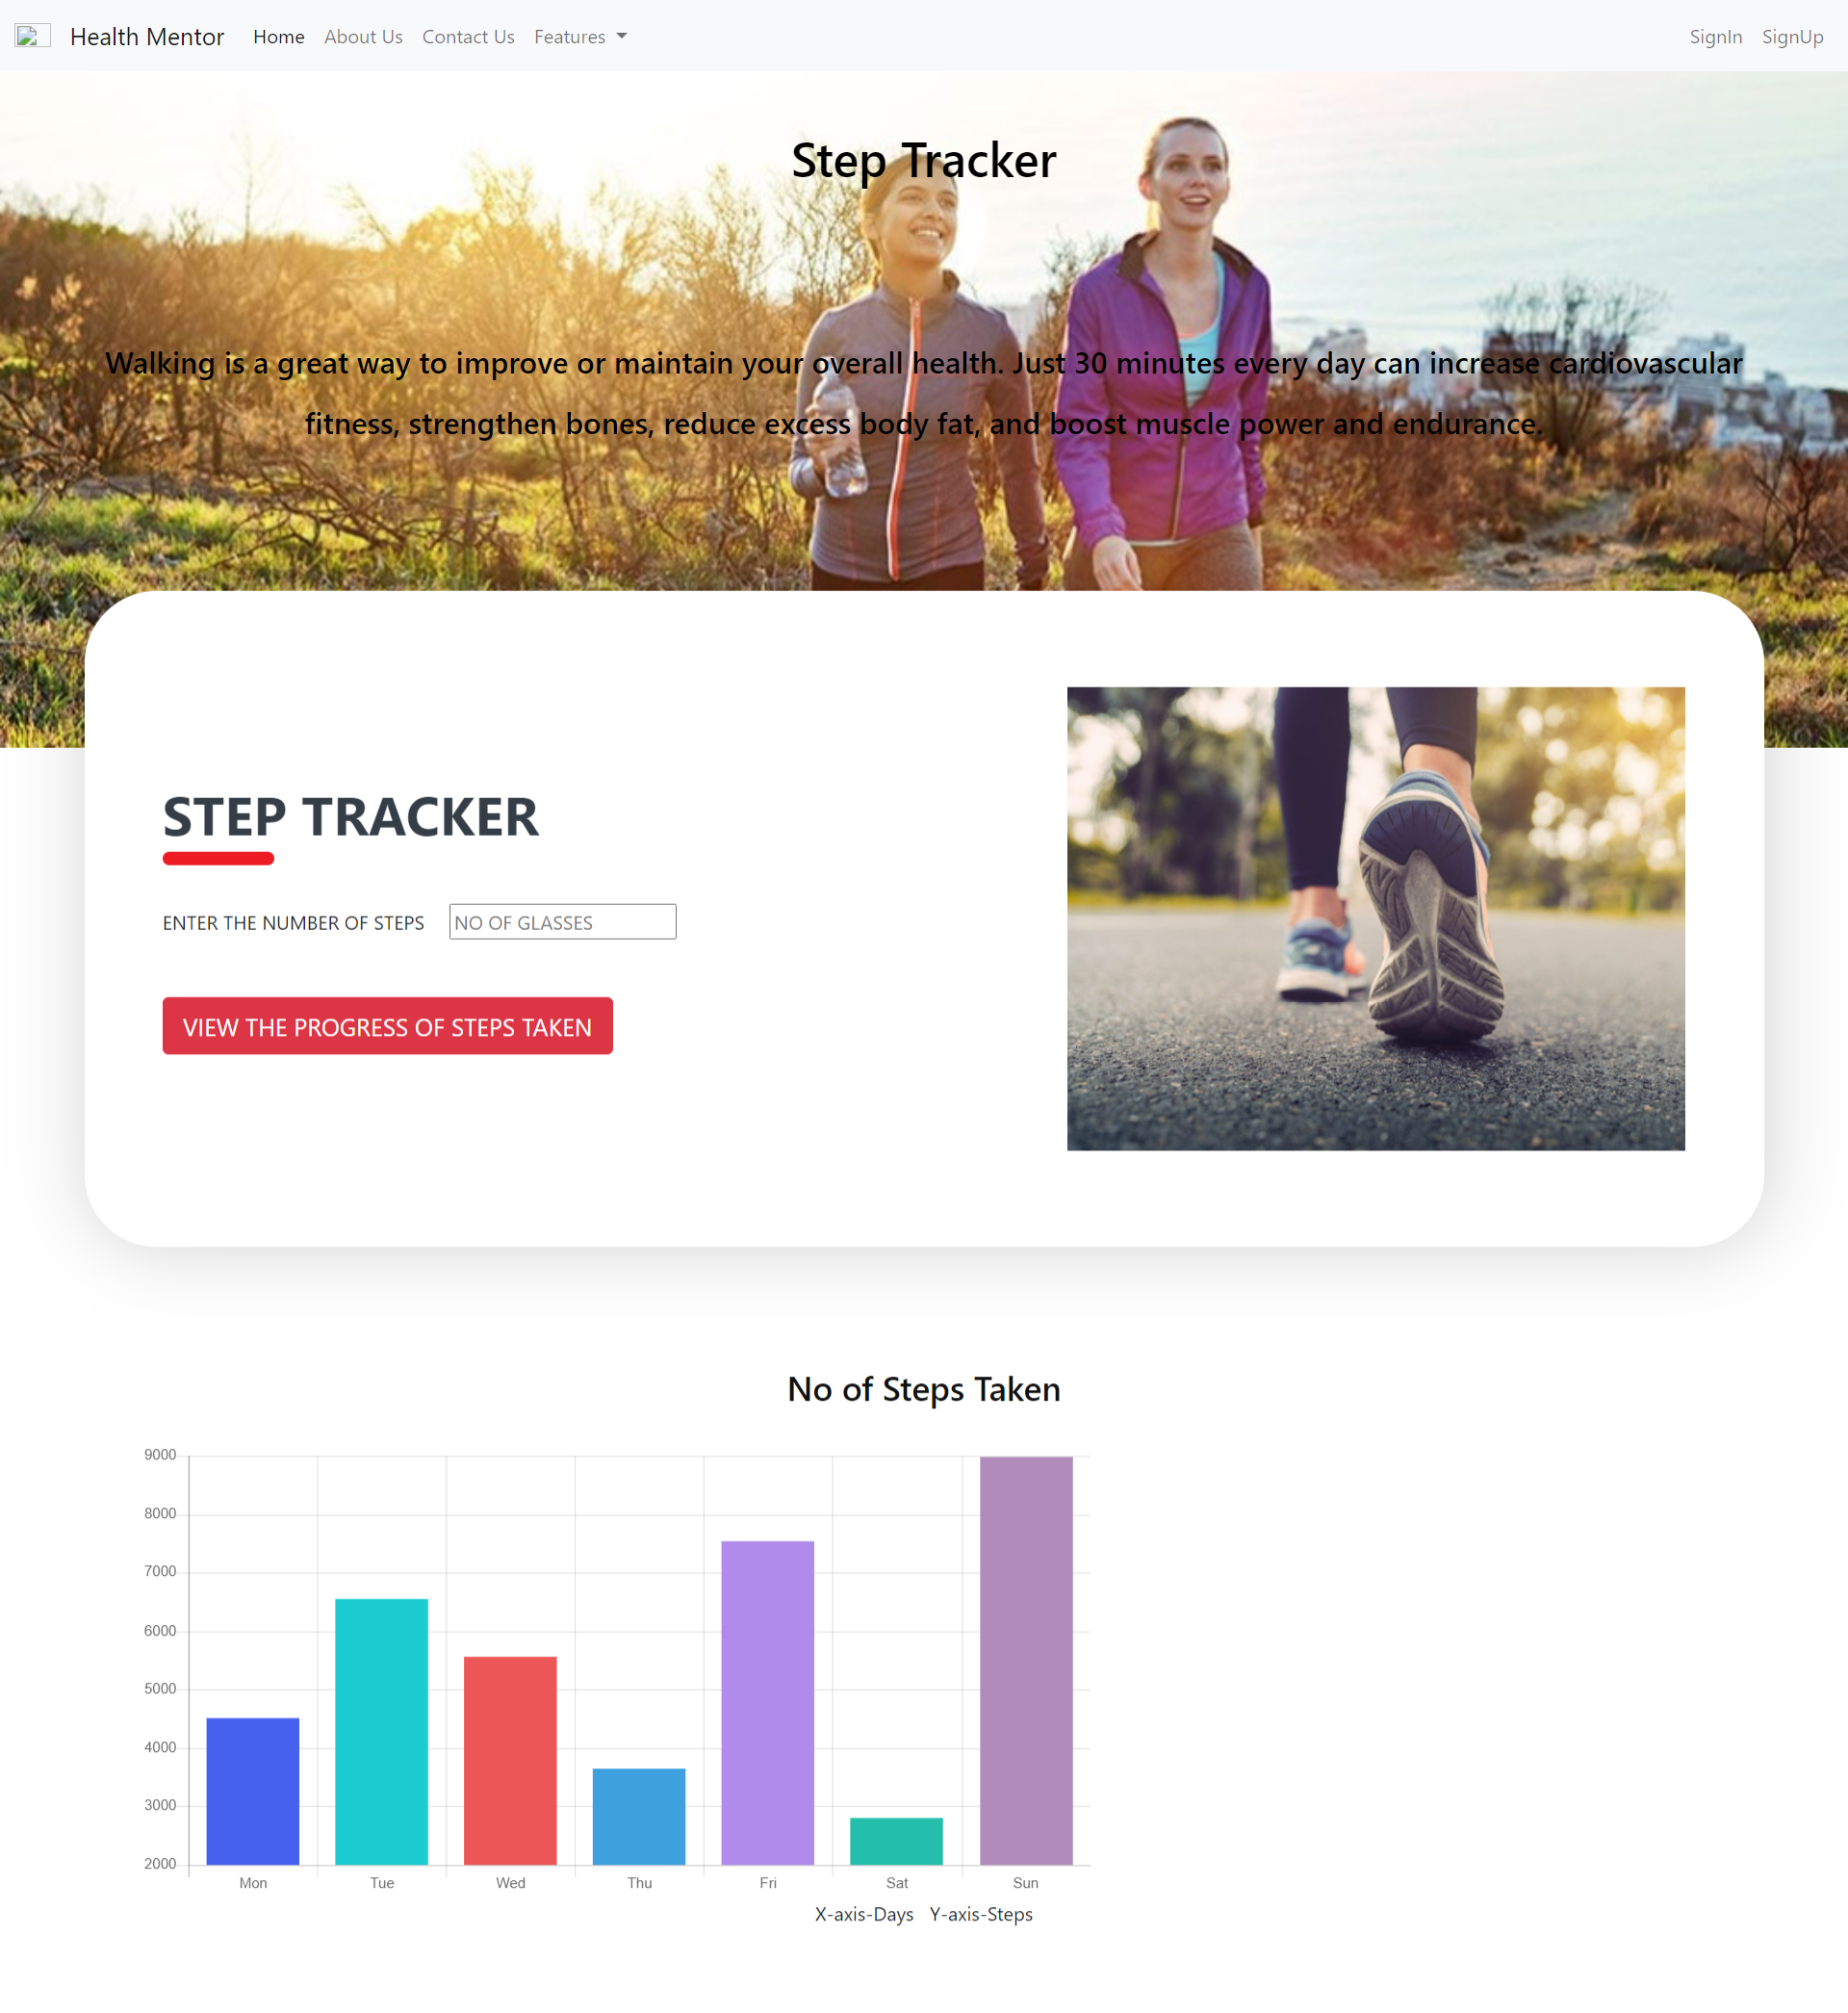 Health Mentor Home About Us Contact Us Features SignIn SignUp
Step Tracker
Walking is a great way to improve or maintain your overall health. Just 30 minutes every day can increase cardiovascular
fitness, strengthen bones, reduce excess body fat, and boost muscle power and endurance.
STEP TRACKER
ENTER THE NUMBER OF STEPS NO OF GLASSES
VIEW THE PROGRESS OF STEPS TAKEN
No of Steps Taken
9000
8000
7000
6000
5000
4000
3000
2000
Mon Tue Wed Thu Fri Sat Sun
X-axis-Days Y-axis-Steps